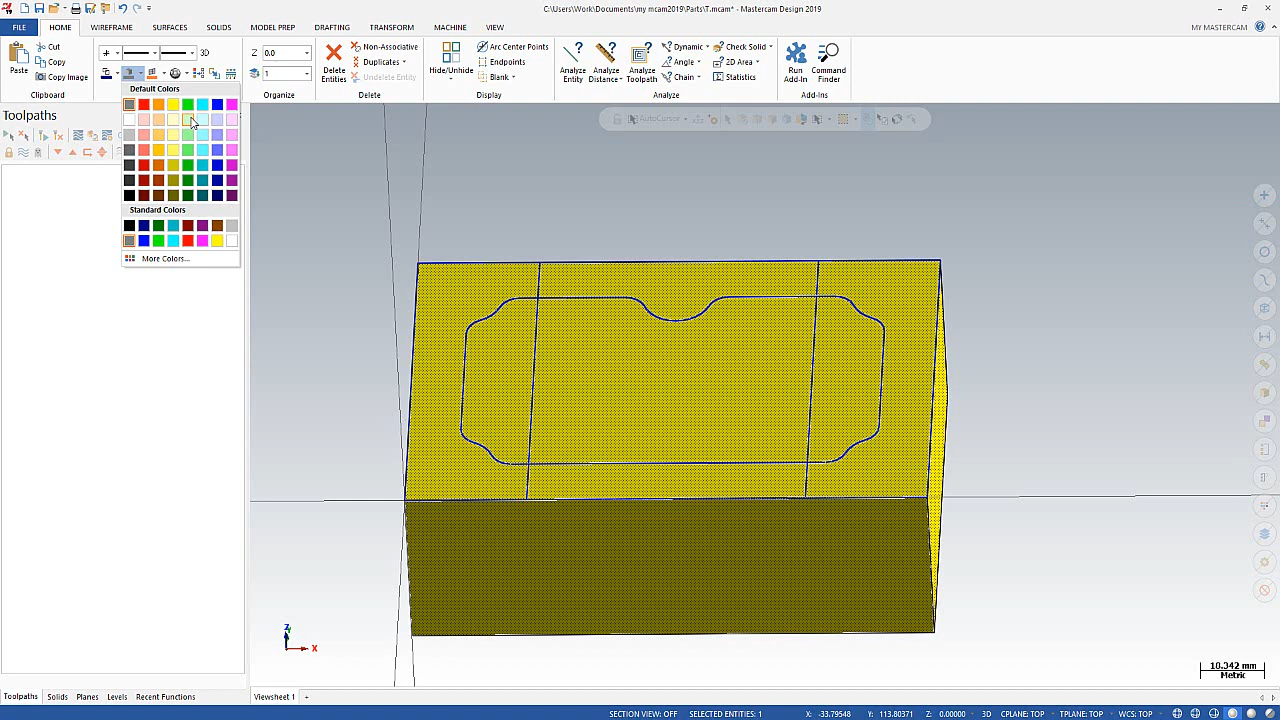 C:\Users\Work\Documents\my mcam2019\Parts\T.mcam* - Mastercam Design 2019
FILE HOME WIREFRAME SURFACES SOLIDS MODEL PREP DRAFTING TRANSFORM MACHINE VIEW MY MASTERCAM
Paste
Cut
Copy
Copy Image
Clipboard
3D
Z 0.0
1
Organize
Delete Entities
Non-Associative
Duplicates
Undelete Entity
Delete
Hide/Unhide
Arc Center Points
Endpoints
Blank
Display
Analyze Entity
Analyze Distance
Analyze Toolpath
Dynamic
Angle
Chain
Check Solid
2D Area
Statistics
Analyze
Run Add-In
Command Finder
Add-Ins
Default Colors
Standard Colors
More Colors...
Toolpaths
AutoCursor
Z
X
10.342 mm
Metric
Toolpaths Solids Planes Levels Recent Functions
Viewsheet 1 +
SECTION VIEW: OFF SELECTED ENTITIES: 1 X: -33.79548 Y: 113.80371 Z: 0.00000 3D CPLANE: TOP TPLANE: TOP WCS: TOP